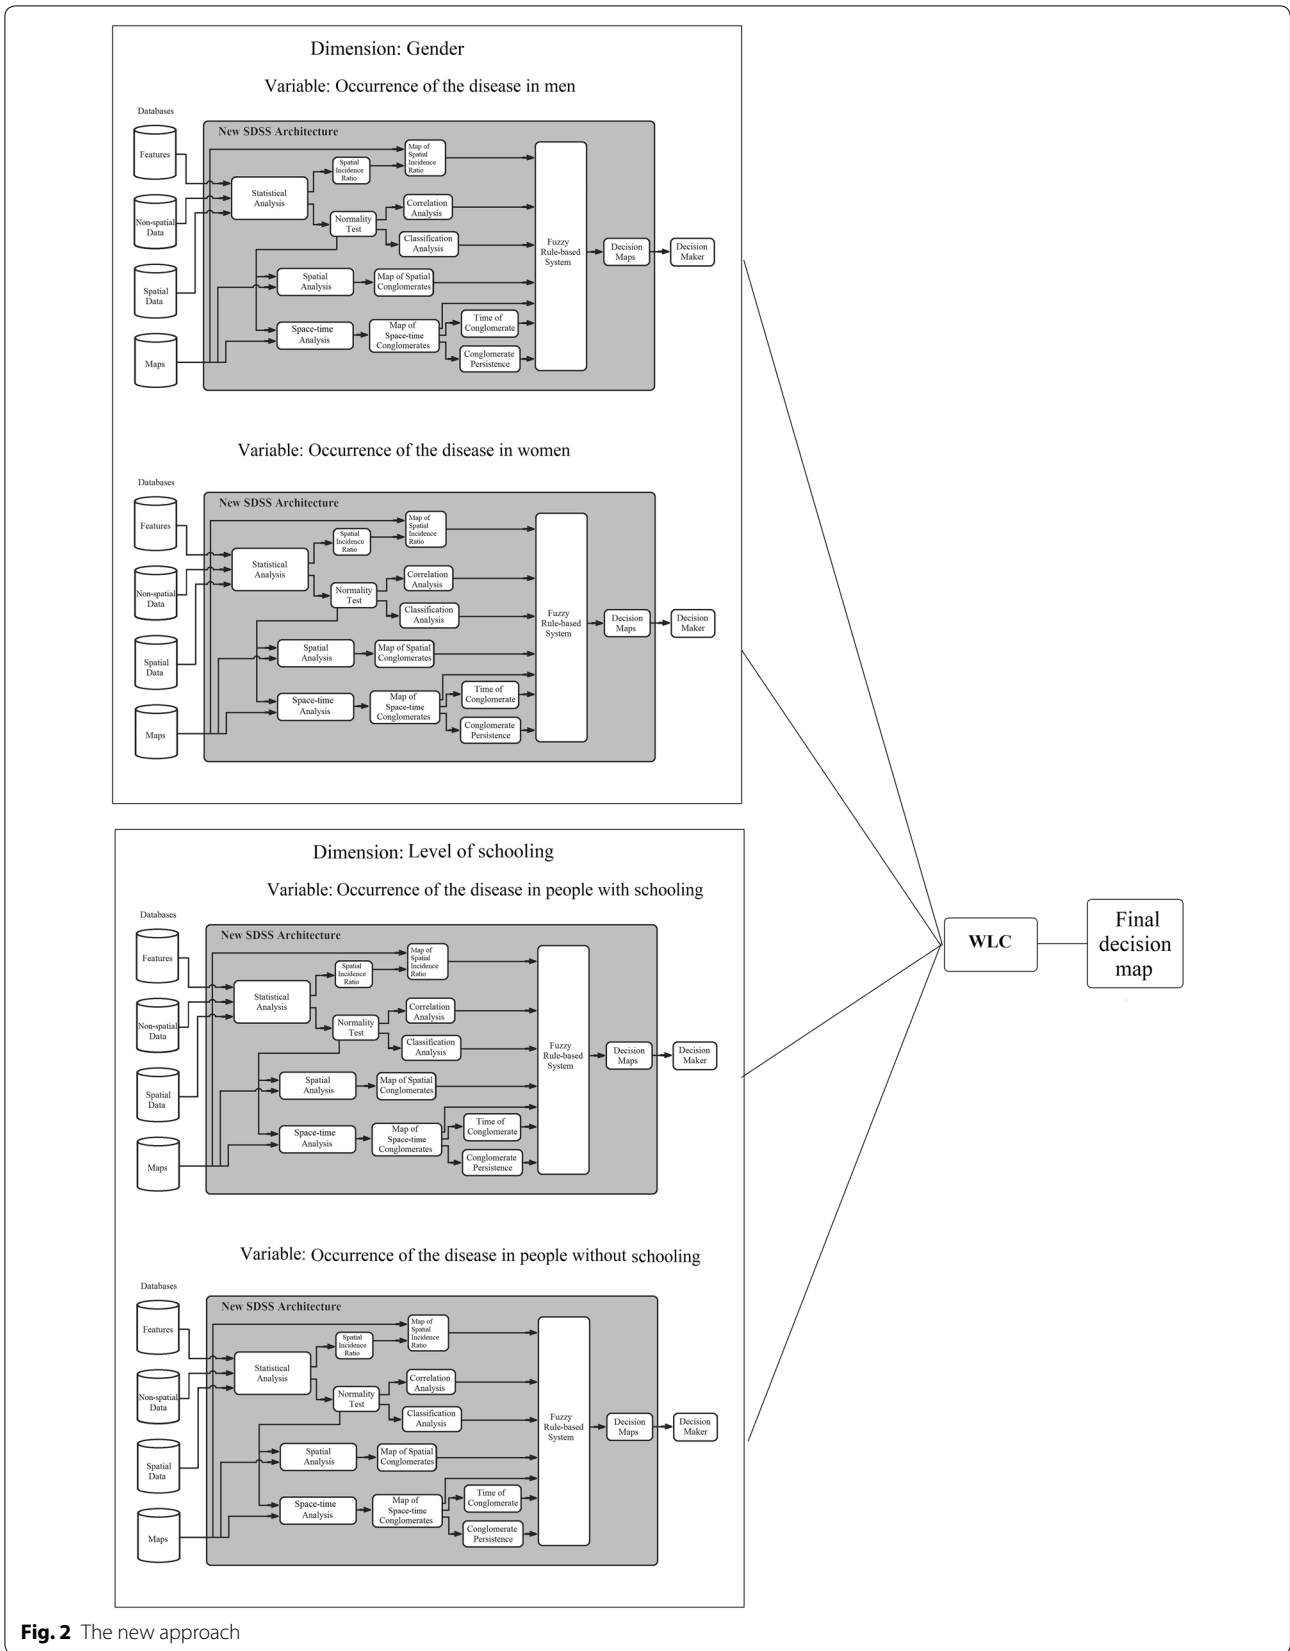 Dimension: Gender
Variable: Occurrence of the disease in men
Databases
New SDSS Architecture
Features
Non-spatial
Data
Spatial
Data
Maps
Statistical
Analysis
Spatial
Incidence
Ratio
Map of
Spatial
Incidence
Ratio
Normality
Test
Correlation
Analysis
Classification
Analysis
Spatial
Analysis
Map of Spatial
Conglomerates
Space-time
Analysis
Map of
Space-time
Conglomerates
Time of
Conglomerate
Conglomerate
Persistence
Fuzzy
Rule-based
System
Decision
Maps
Decision
Maker
Variable: Occurrence of the disease in women
Databases
New SDSS Architecture
Features
Non-spatial
Data
Spatial
Data
Maps
Statistical
Analysis
Spatial
Incidence
Ratio
Map of
Spatial
Incidence
Ratio
Normality
Test
Correlation
Analysis
Classification
Analysis
Spatial
Analysis
Map of Spatial
Conglomerates
Space-time
Analysis
Map of
Space-time
Conglomerates
Time of
Conglomerate
Conglomerate
Persistence
Fuzzy
Rule-based
System
Decision
Maps
Decision
Maker
Dimension: Level of schooling
Variable: Occurrence of the disease in people with schooling
Databases
New SDSS Architecture
Features
Non-spatial
Data
Spatial
Data
Maps
Statistical
Analysis
Spatial
Incidence
Ratio
Map of
Spatial
Incidence
Ratio
Normality
Test
Correlation
Analysis
Classification
Analysis
Spatial
Analysis
Map of Spatial
Conglomerates
Space-time
Analysis
Map of
Space-time
Conglomerates
Time of
Conglomerate
Conglomerate
Persistence
Fuzzy
Rule-based
System
Decision
Maps
Decision
Maker
Variable: Occurrence of the disease in people without schooling
Databases
New SDSS Architecture
Features
Non-spatial
Data
Spatial
Data
Maps
Statistical
Analysis
Spatial
Incidence
Ratio
Map of
Spatial
Incidence
Ratio
Normality
Test
Correlation
Analysis
Classification
Analysis
Spatial
Analysis
Map of Spatial
Conglomerates
Space-time
Analysis
Map of
Space-time
Conglomerates
Time of
Conglomerate
Conglomerate
Persistence
Fuzzy
Rule-based
System
Decision
Maps
Decision
Maker
WLC
Final
decision
map
Fig. 2 The new approach